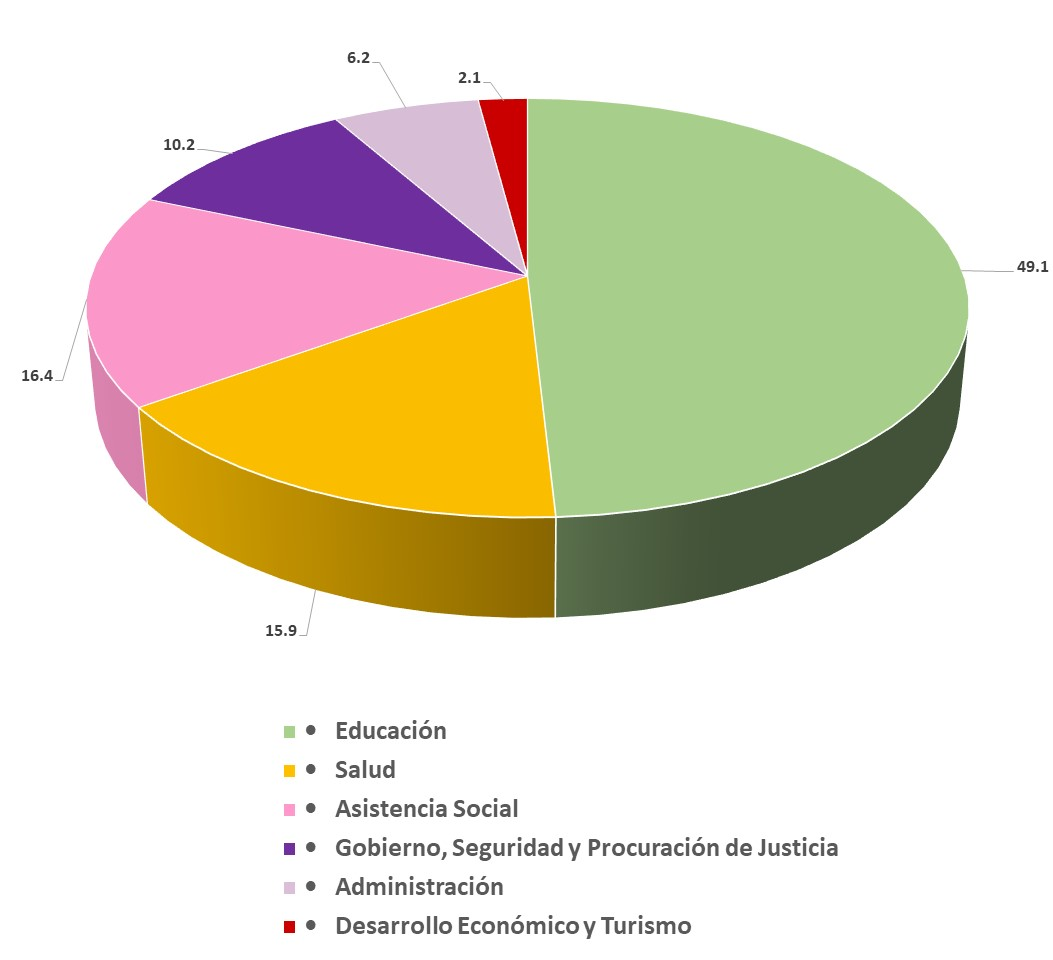 6.2
2.1
10.2
49.1
16.4
15.9
• Educación
• Salud
• Asistencia Social
• Gobierno, Seguridad y Procuración de Justicia
• Administración
• Desarrollo Económico y Turismo